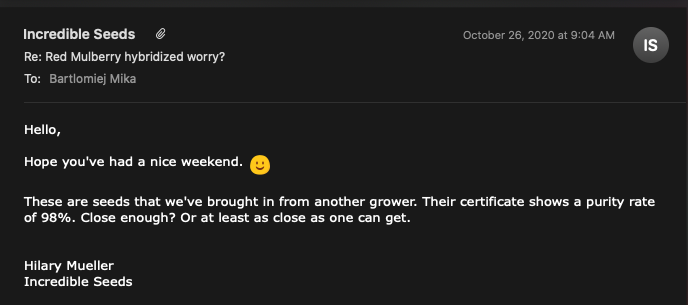 Incredible Seeds
October 26, 2020 at 9:04 AM
IS
Re: Red Mulberry hybridized worry?
To: Bartlomiej Mika
Hello,
Hope you've had a nice weekend. 🙂
These are seeds that we've brought in from another grower. Their certificate shows a purity rate
of 98%. Close enough? Or at least as close as one can get.
Hilary Mueller
Incredible Seeds